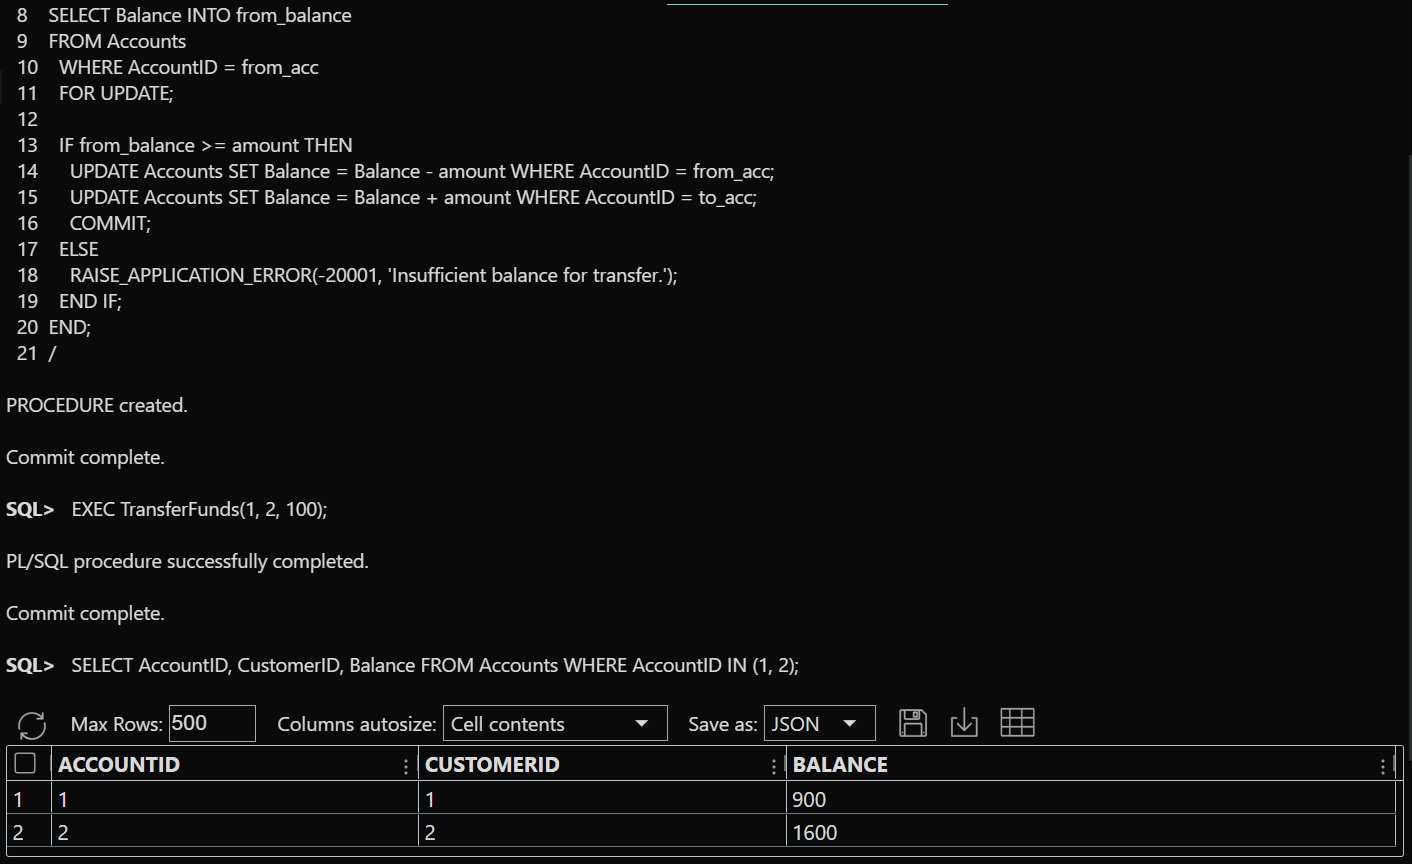 8 SELECT Balance INTO from_balance
9 FROM Accounts
10 WHERE AccountID = from_acc
11 FOR UPDATE;
12
13 IF from_balance >= amount THEN
14 UPDATE Accounts SET Balance = Balance - amount WHERE AccountID = from_acc;
15 UPDATE Accounts SET Balance = Balance + amount WHERE AccountID = to_acc;
16 COMMIT;
17 ELSE
18 RAISE_APPLICATION_ERROR(-20001, 'Insufficient balance for transfer.');
19 END IF;
20 END;
21 /
PROCEDURE created.
Commit complete.
SQL> EXEC TransferFunds(1, 2, 100);
PL/SQL procedure successfully completed.
Commit complete.
SQL> SELECT AccountID, CustomerID, Balance FROM Accounts WHERE AccountID IN (1, 2);
Max Rows: 500 Columns autosize: Cell contents Save as: JSON
ACCOUNTID CUSTOMERID BALANCE
1 1 1 900
2 2 2 1600